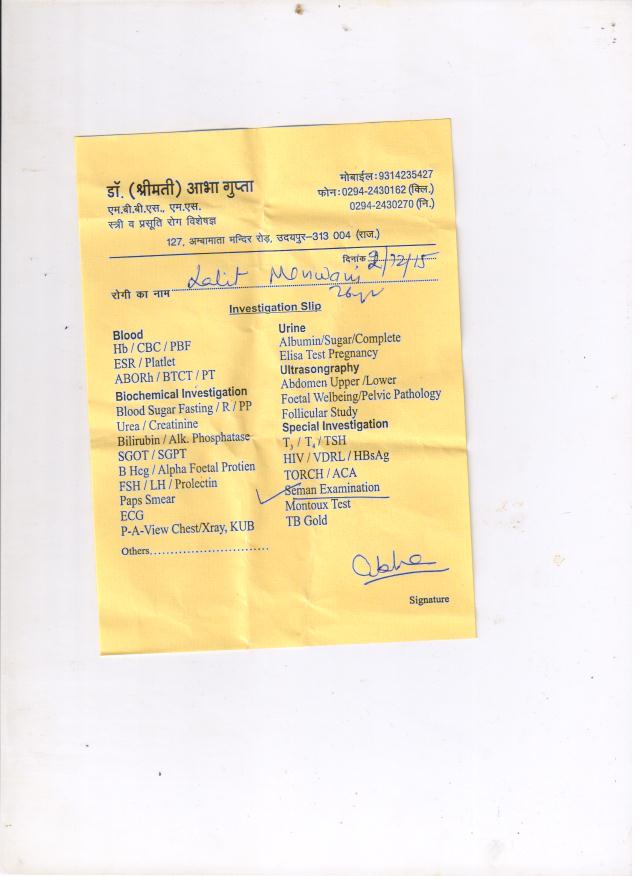 डॉ. (श्रीमती) आभा गुप्ता
एम.बी.बी.एस., एम.एस.
स्त्री व प्रसूति रोग विशेषज्ञ
मोबाईल:9314235427
फोन:0294-2430162 (क्लि.)
0294-2430270 (नि.)
127, अम्बामाता मन्दिर रोड़, उदयपुर–313 004 (राज.)
दिनांक 2/12/15
रोगी का नाम Lalit Menwani
26yr
Investigation Slip
Blood
Hb / CBC / PBF
ESR / Platlet
ABORh / BTCT / PT
Biochemical Investigation
Blood Sugar Fasting / R / PP
Urea / Creatinine
Bilirubin / Alk. Phosphatase
SGOT / SGPT
B Hcg / Alpha Foetal Protien
FSH / LH / Prolectin
Paps Smear
ECG
P-A-View Chest/Xray, KUB
Others,
Urine
Albumin/Sugar/Complete
Elisa Test Pregnancy
Ultrasongraphy
Abdomen Upper /Lower
Foetal Welbeing/Pelvic Pathology
Follicular Study
Special Investigation
T₃ / T₄ / TSH
HIV / VDRL / HBsAg
TORCH / ACA
Seman Examination
Montoux Test
TB Gold
Abha
Signature